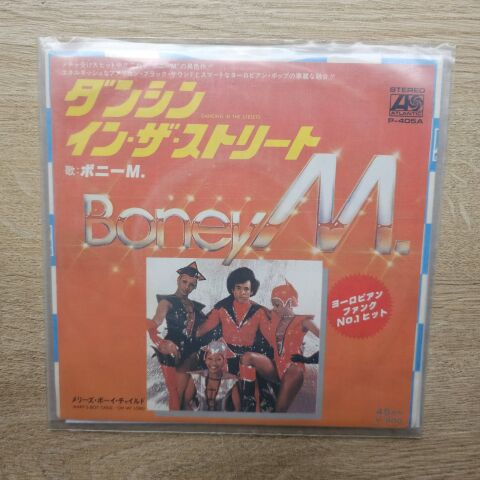 ダンシン
DANCING IN THE STREETS
イン・ザ・ストリート
歌:ボニーM.
STEREO
ATLANTIC
P-405A
Boney M.
ヨーロピアン
ファンク
No.1ヒット
メリーズ・ボーイ・チャイルド